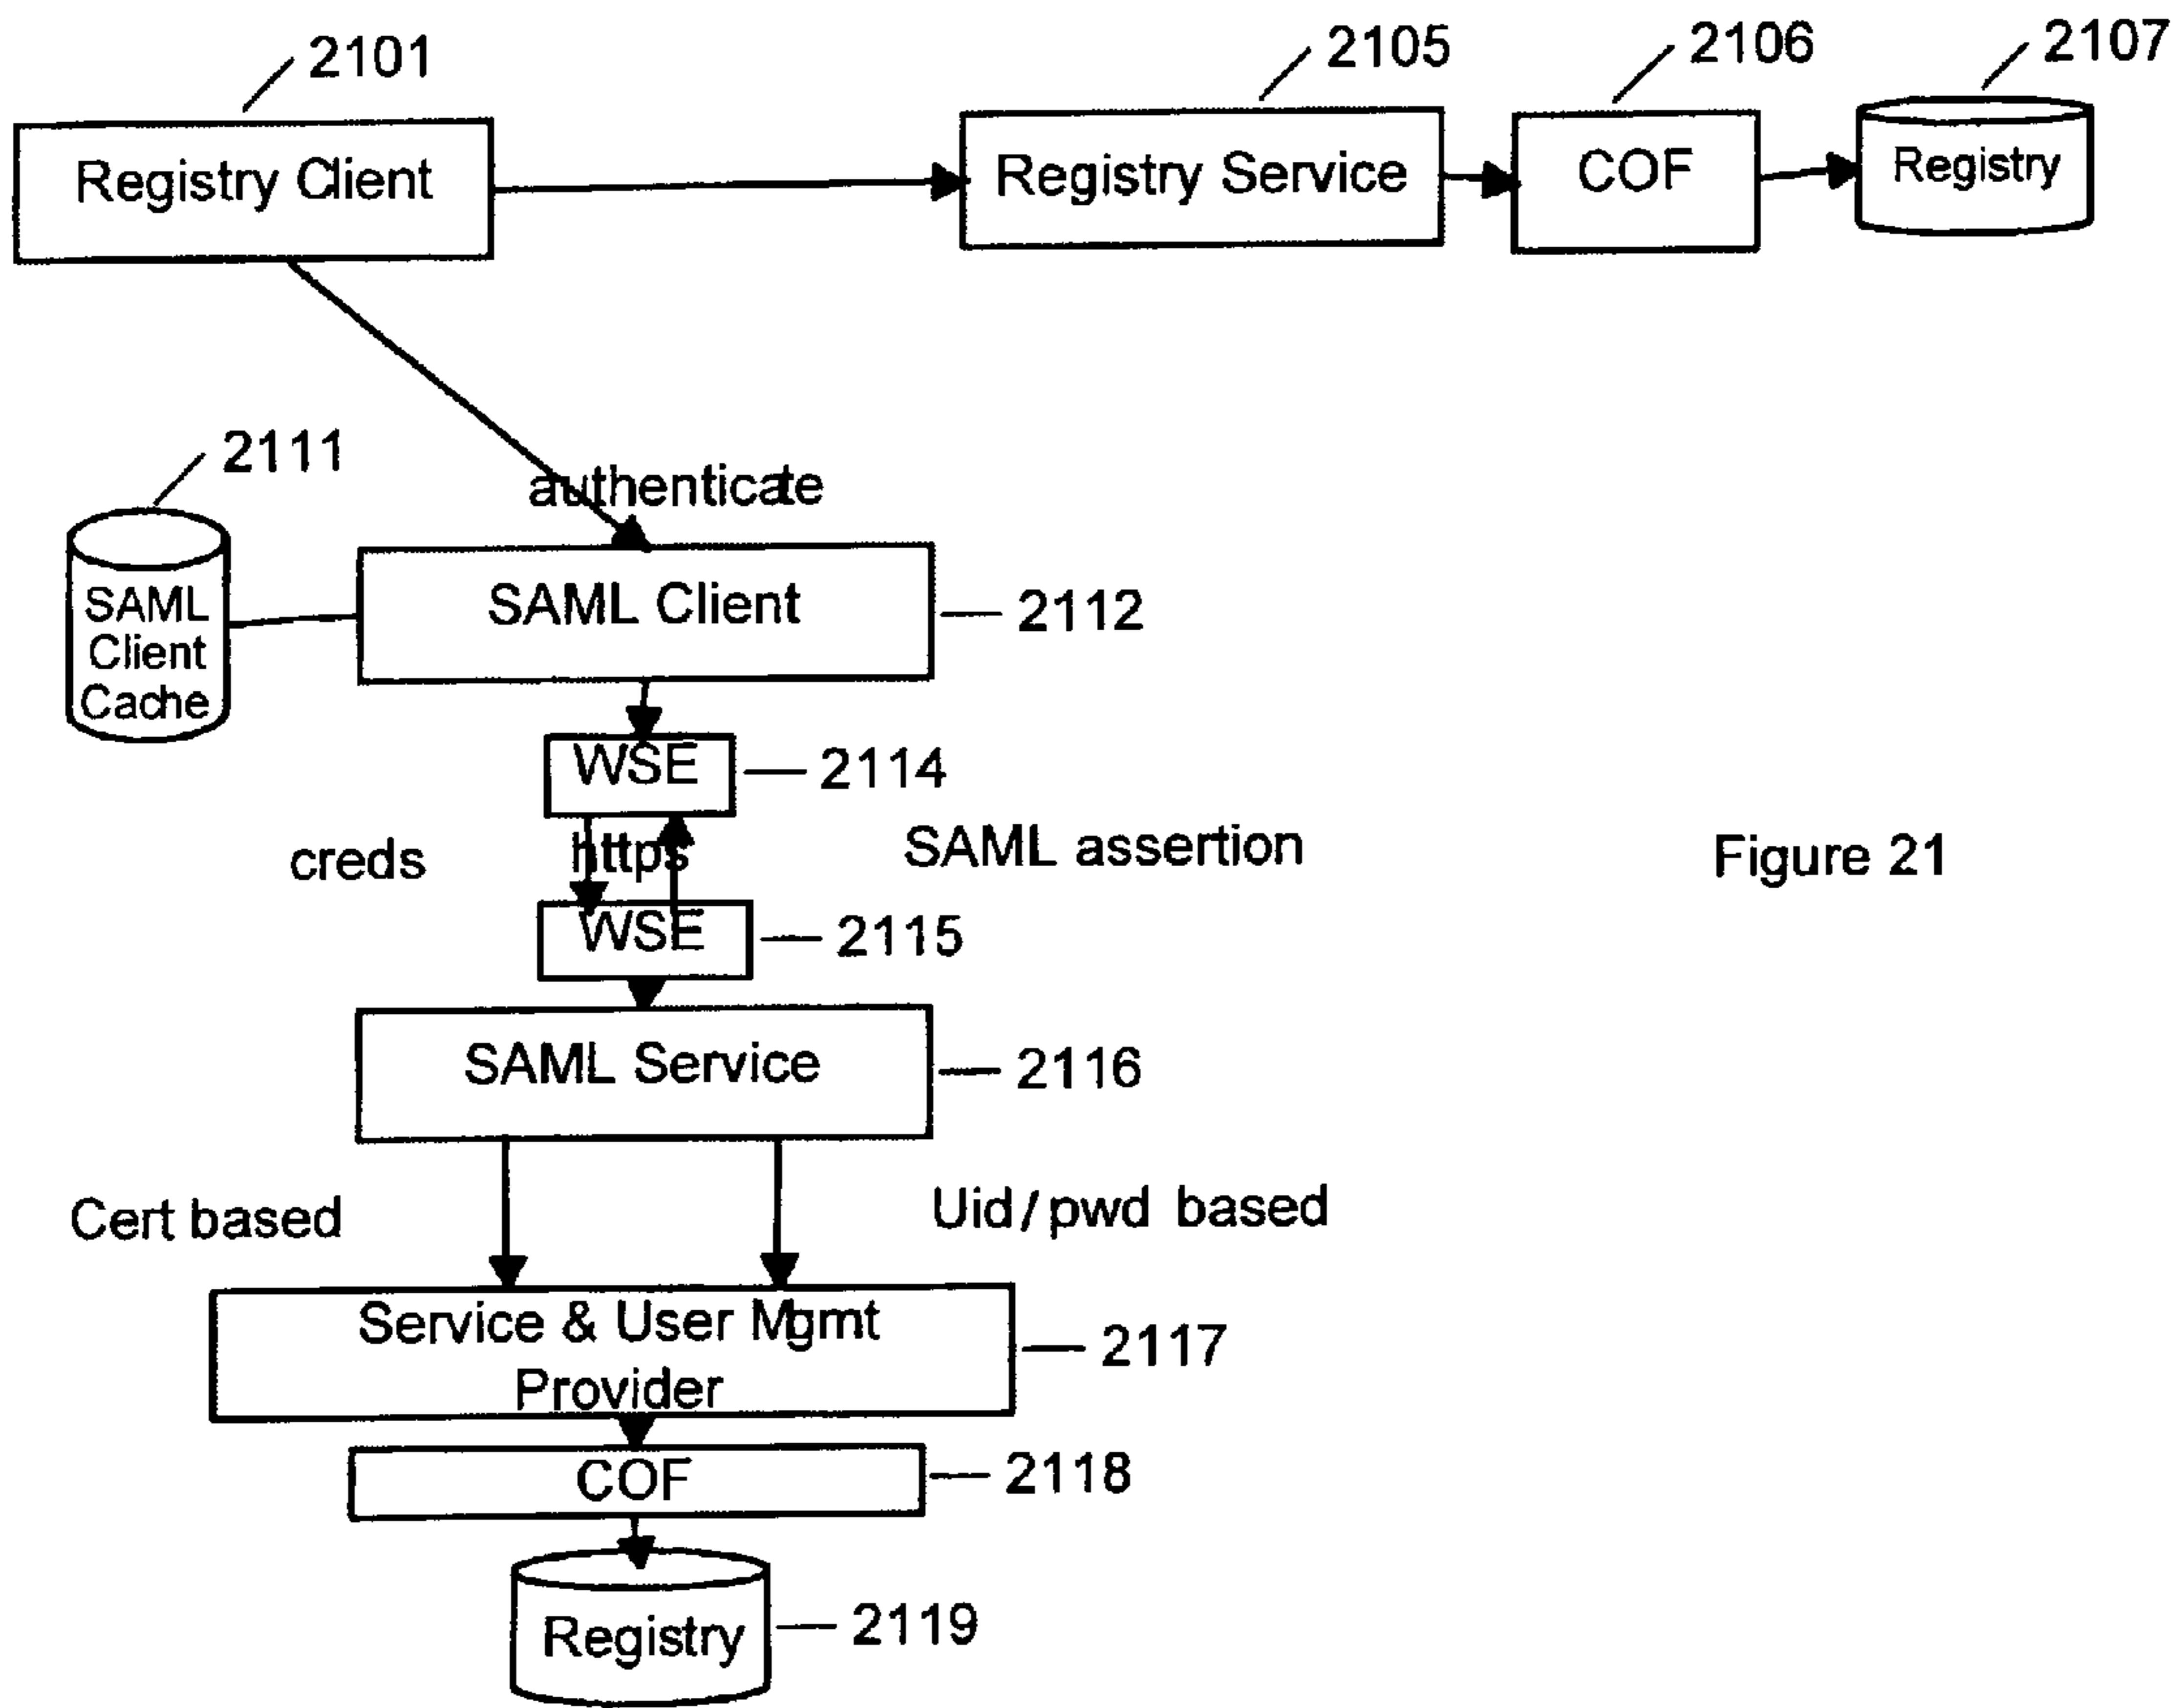 2101
2105
2106
2107
Registry Client
Registry Service
COF
Registry
2111
authenticate
SAML
Client
Cache
SAML Client
2112
WSE
2114
creds
https
SAML assertion
Figure 21
WSE
2115
SAML Service
2116
Cert based
Uid/pwd based
Service & User Mgmt
Provider
2117
COF
2118
Registry
2119